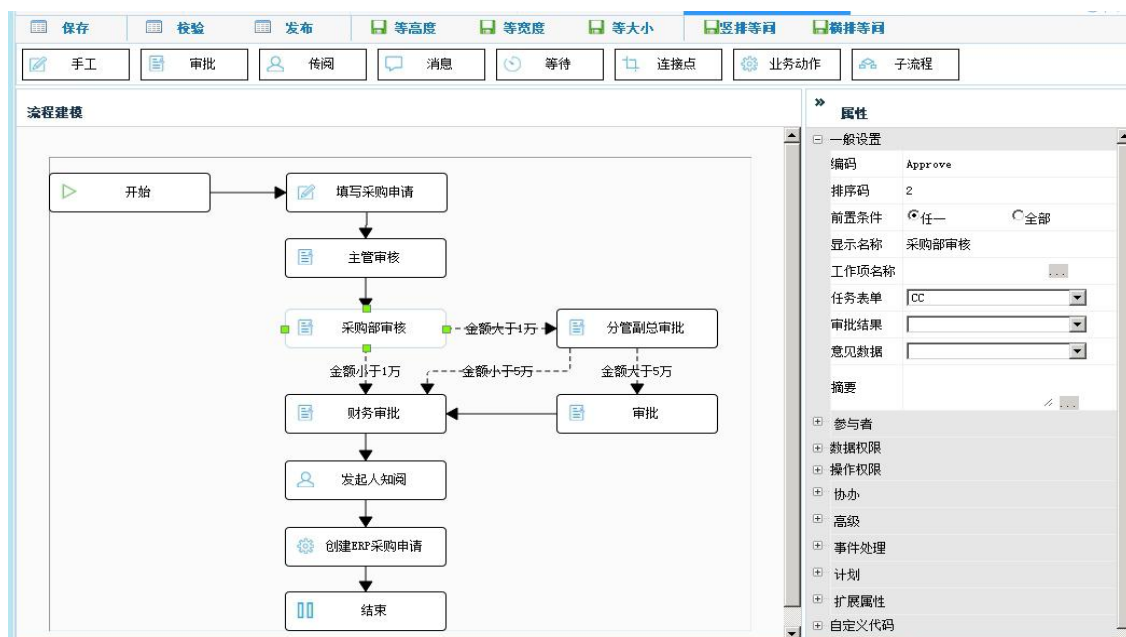 保存 校验 发布 等高度 等宽度 等大小 竖排等间 横排等间
手工 审批 传阅 消息 等待 连接点 业务动作 子流程
流程建模
开始 填写采购申请
主管审核
采购部审核 金额大于1万 分管副总审批
金额小于1万 金额小于5万 金额大于5万
财务审批 审批
发起人知阅
创建ERP采购申请
结束
»
属性
一般设置
编码 Approve
排序码 2
前置条件 任一 全部
显示名称 采购部审核
工作项名称 ...
任务表单 CC
审批结果
意见数据
摘要 ...
参与者
数据权限
操作权限
协办
高级
事件处理
计划
扩展属性
自定义代码